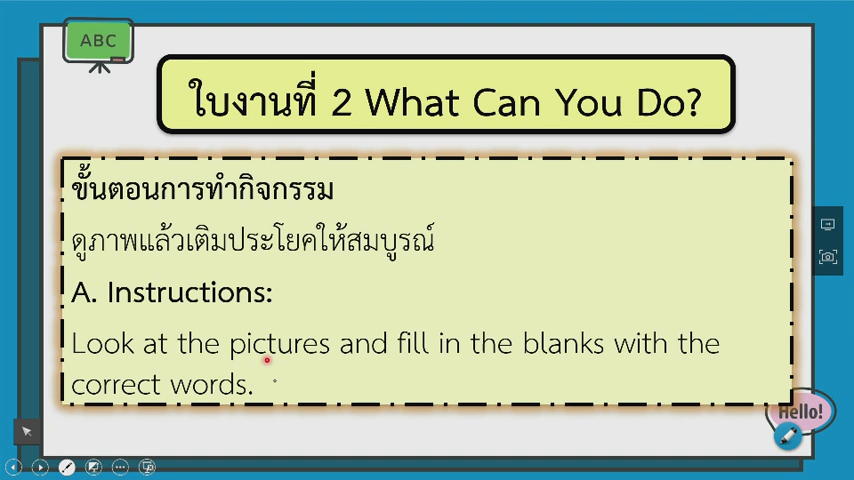 ABC
ใบงานที่ 2 What Can You Do?
ขั้นตอนการทำกิจกรรม
ดูภาพแล้วเติมประโยคให้สมบูรณ์
A. Instructions:
Look at the pictures and fill in the blanks with the
correct words.
Hello!